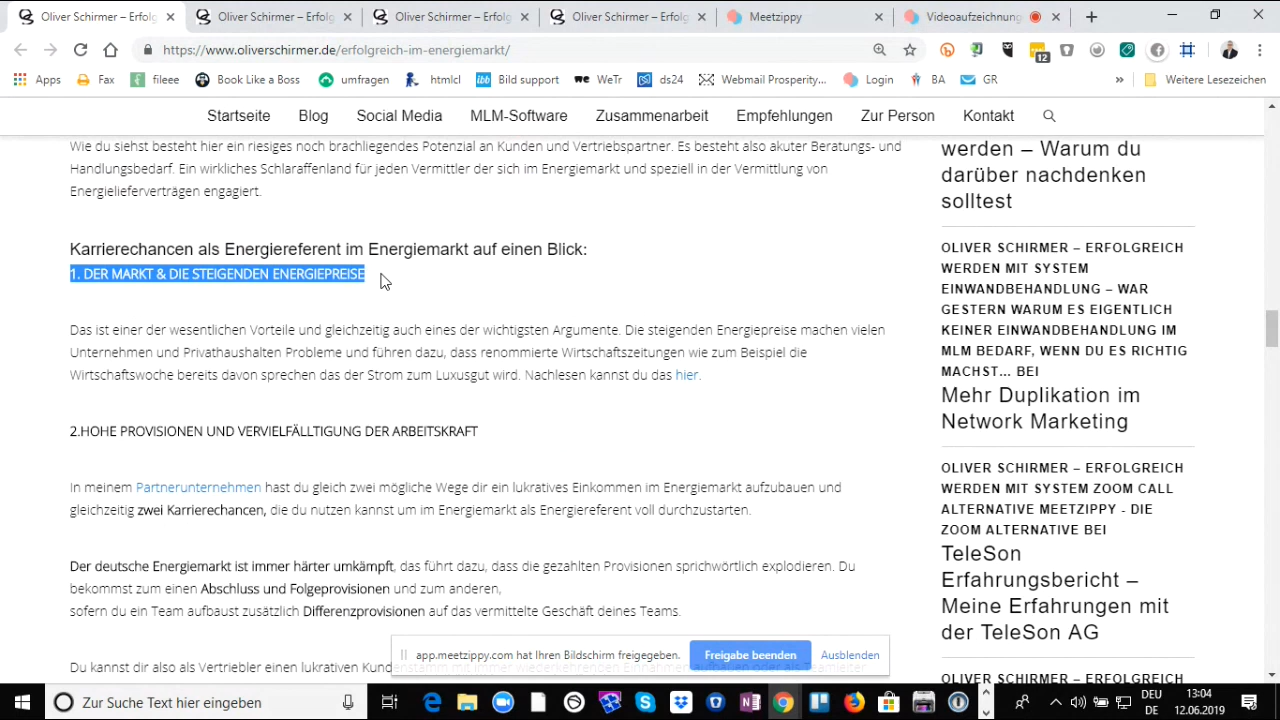 Oliver Schirmer – Erfolg
Oliver Schirmer – Erfolg
Oliver Schirmer – Erfolg
Oliver Schirmer – Erfolg
Meetzippy
Videoaufzeichnung
https://www.oliverschirmer.de/erfolgreich-im-energiemarkt/
12
Apps
Fax
fileee
Book Like a Boss
umfragen
htmlcl
Bild support
WeTr
ds24
Webmail Prosperity...
Login
BA
GR
»
Weitere Lesezeichen
Startseite
Blog
Social Media
MLM-Software
Zusammenarbeit
Empfehlungen
Zur Person
Kontakt
Wie du siehst besteht hier ein riesiges noch brachliegendes Potenzial an Kunden und Vertriebspartner. Es besteht also akuter Beratungs- und
Handlungsbedarf. Ein wirkliches Schlaraffenland für jeden Vermittler der sich im Energiemarkt und speziell in der Vermittlung von
Energielieferverträgen engagiert.
Karrierechancen als Energiereferent im Energiemarkt auf einen Blick:
1. DER MARKT & DIE STEIGENDEN ENERGIEPREISE
Das ist einer der wesentlichen Vorteile und gleichzeitig auch eines der wichtigsten Argumente. Die steigenden Energiepreise machen vielen
Unternehmen und Privathaushalten Probleme und führen dazu, dass renommierte Wirtschaftszeitungen wie zum Beispiel die
Wirtschaftswoche bereits davon sprechen das der Strom zum Luxusgut wird. Nachlesen kannst du das hier.
2.HOHE PROVISIONEN UND VERVIELFÄLLTIGUNG DER ARBEITSKRAFT
In meinem Partnerunternehmen hast du gleich zwei mögliche Wege dir ein lukratives Einkommen im Energiemarkt aufzubauen und
gleichzeitig zwei Karrierechancen, die du nutzen kannst um im Energiemarkt als Energiereferent voll durchzustarten.
Der deutsche Energiemarkt ist immer härter umkämpft, das führt dazu, dass die gezahlten Provisionen sprichwörtlich explodieren. Du
bekommst zum einen Abschluss und Folgeprovisionen und zum anderen,
sofern du ein Team aufbaust zusätzlich Differenzprovisionen auf das vermittelte Geschäft deines Teams.
Du kannst dir also als Vertriebler einen lukrativen Kundenstamm mit immer wiederkehrenden Einnahmen aufbauen oder als Teamleiter
werden – Warum du
darüber nachdenken
solltest
OLIVER SCHIRMER – ERFOLGREICH
WERDEN MIT SYSTEM
EINWANDBEHANDLUNG – WAR
GESTERN WARUM ES EIGENTLICH
KEINER EINWANDBEHANDLUNG IM
MLM BEDARF, WENN DU ES RICHTIG
MACHST... BEI
Mehr Duplikation im
Network Marketing
OLIVER SCHIRMER – ERFOLGREICH
WERDEN MIT SYSTEM ZOOM CALL
ALTERNATIVE MEETZIPPY - DIE
ZOOM ALTERNATIVE BEI
TeleSon
Erfahrungsbericht –
Meine Erfahrungen mit
der TeleSon AG
OLIVER SCHIRMER – ERFOLGREICH
app.meetzippy.com hat Ihren Bildschirm freigegeben.
Freigabe beenden
Ausblenden
Zur Suche Text hier eingeben
DEU
DE
13:04
12.06.2019